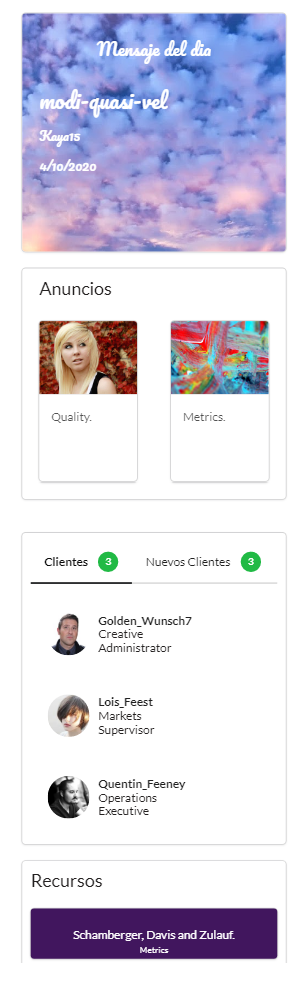 Mensaje del dia
modi-quasi-vel
Kaya15
4/10/2020
Anuncios
Quality.
Metrics.
Clientes 3
Nuevos Clientes 3
Golden_Wunsch7
Creative
Administrator
Lois_Feest
Markets
Supervisor
Quentin_Feeney
Operations
Executive
Recursos
Schamberger, Davis and Zulauf.
Metrics